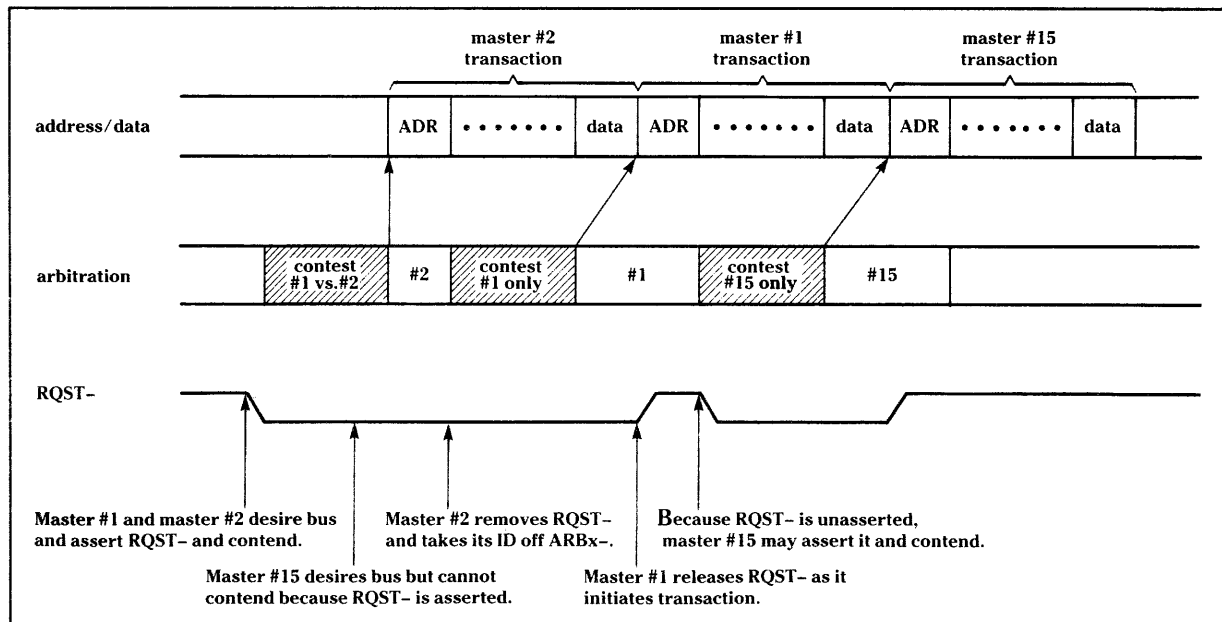 master #2
transaction
master #1
transaction
master #15
transaction
address/data
ADR
• • • • • • •
data
ADR
• • • • • • •
data
ADR
• • • • • • •
data
arbitration
contest
#1 vs.#2
#2
contest
#1 only
#1
contest
#15 only
#15
RQST–
Master #1 and master #2 desire bus
and assert RQST– and contend.
Master #15 desires bus but cannot
contend because RQST– is asserted.
Master #2 removes RQST–
and takes its ID off ARBx–.
Master #1 releases RQST– as it
initiates transaction.
Because RQST– is unasserted,
master #15 may assert it and contend.